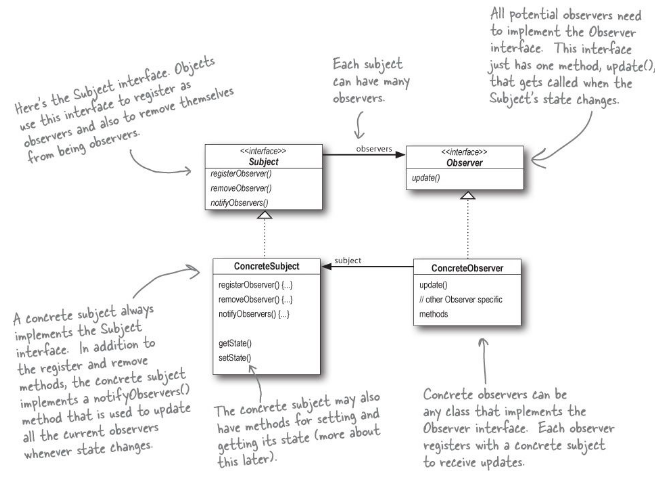 All potential observers need
to implement the Observer
interface. This interface
just has one method, update(),
that gets called when the
Subject's state changes.
Each subject
can have many
observers.
Here's the Subject interface. Objects
use this interface to register as
observers and also to remove themselves
from being observers.
<<interface>>
Subject
registerObserver()
removeObserver()
notifyObservers()
observers
<<interface>>
Observer
update()
ConcreteSubject
registerObserver() {...}
removeObserver() {...}
notifyObservers() {...}
getState()
setState()
subject
ConcreteObserver
update()
// other Observer specific
methods
A concrete subject always
implements the Subject
interface. In addition to
the register and remove
methods, the concrete subject
implements a notifyObservers()
method that is used to update
all the current observers
whenever state changes.
The concrete subject may also
have methods for setting and
getting its state (more about
this later).
Concrete observers can be
any class that implements the
Observer interface. Each observer
registers with a concrete subject
to receive updates.